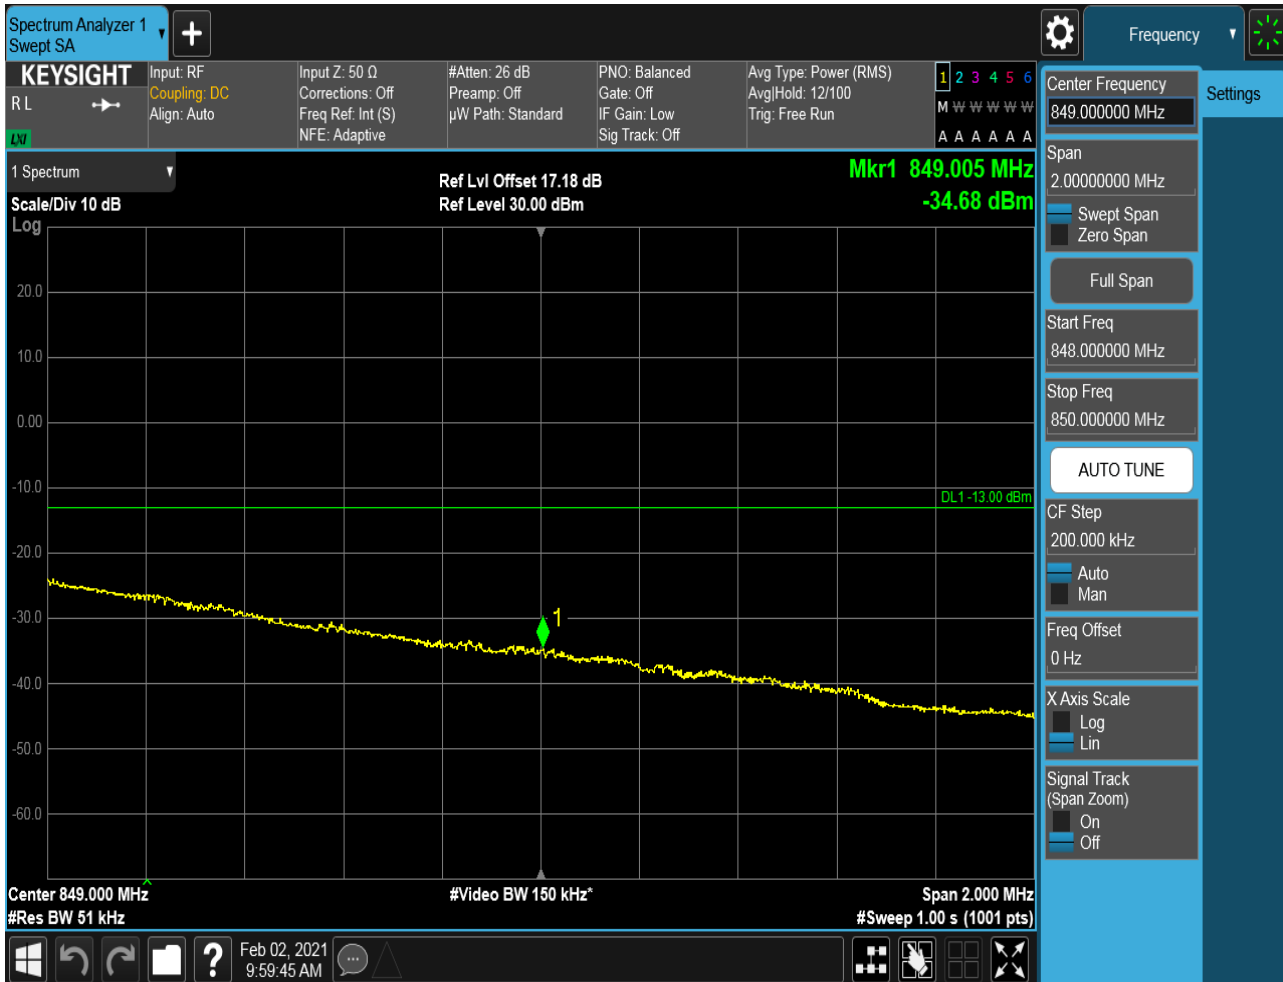 Spectrum Analyzer 1
Swept SA
+
Frequency
KEYSIGHT
R L
LXI
Input: RF
Coupling: DC
Align: Auto
Input Z: 50 Ω
Corrections: Off
Freq Ref: Int (S)
NFE: Adaptive
#Atten: 26 dB
Preamp: Off
µW Path: Standard
PNO: Balanced
Gate: Off
IF Gain: Low
Sig Track: Off
Avg Type: Power (RMS)
Avg|Hold: 12/100
Trig: Free Run
1 2 3 4 5 6
M W W W W W
A A A A A A
1 Spectrum
Scale/Div 10 dB
Log
Ref Lvl Offset 17.18 dB
Ref Level 30.00 dBm
Mkr1 849.005 MHz
-34.68 dBm
20.0
10.0
0.00
-10.0
DL1 -13.00 dBm
-20.0
-30.0
1
-40.0
-50.0
-60.0
Center 849.000 MHz
#Video BW 150 kHz*
Span 2.000 MHz
#Res BW 51 kHz
#Sweep 1.00 s (1001 pts)
?
Feb 02, 2021
9:59:45 AM
Center Frequency
849.000000 MHz
Settings
Span
2.00000000 MHz
Swept Span
Zero Span
Full Span
Start Freq
848.000000 MHz
Stop Freq
850.000000 MHz
AUTO TUNE
CF Step
200.000 kHz
Auto
Man
Freq Offset
0 Hz
X Axis Scale
Log
Lin
Signal Track
(Span Zoom)
On
Off